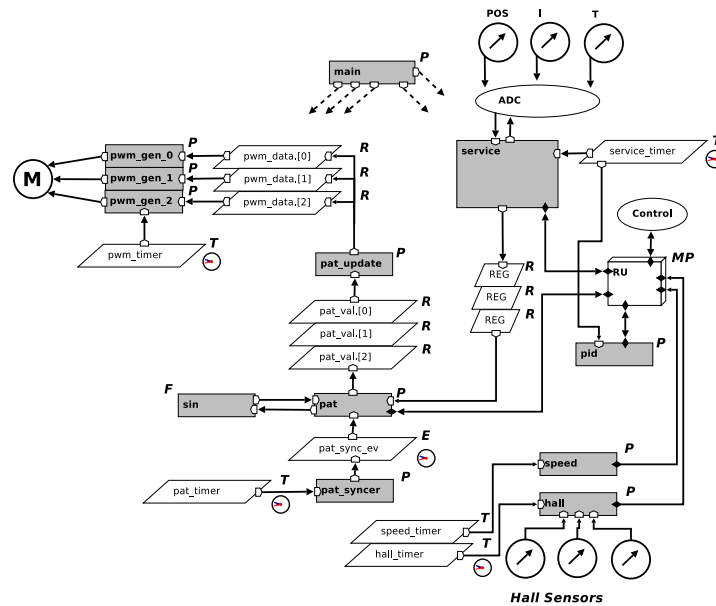 POS
I
T
P
main
ADC
pwm_gen_0
P
pwm_data,[0]
R
service
service_timer
T
M
pwm_gen_1
P
pwm_data,[1]
R
pwm_gen_2
P
pwm_data,[2]
R
Control
pwm_timer
T
pat_update
P
REG
R
RU
MP
pat_val.[0]
R
REG
R
pat_val.[1]
R
REG
R
pat_val.[2]
R
pid
P
F
sin
pat
P
pat_sync_ev
E
speed
P
pat_timer
T
pat_syncer
P
hall
P
speed_timer
T
hall_timer
T
Hall Sensors